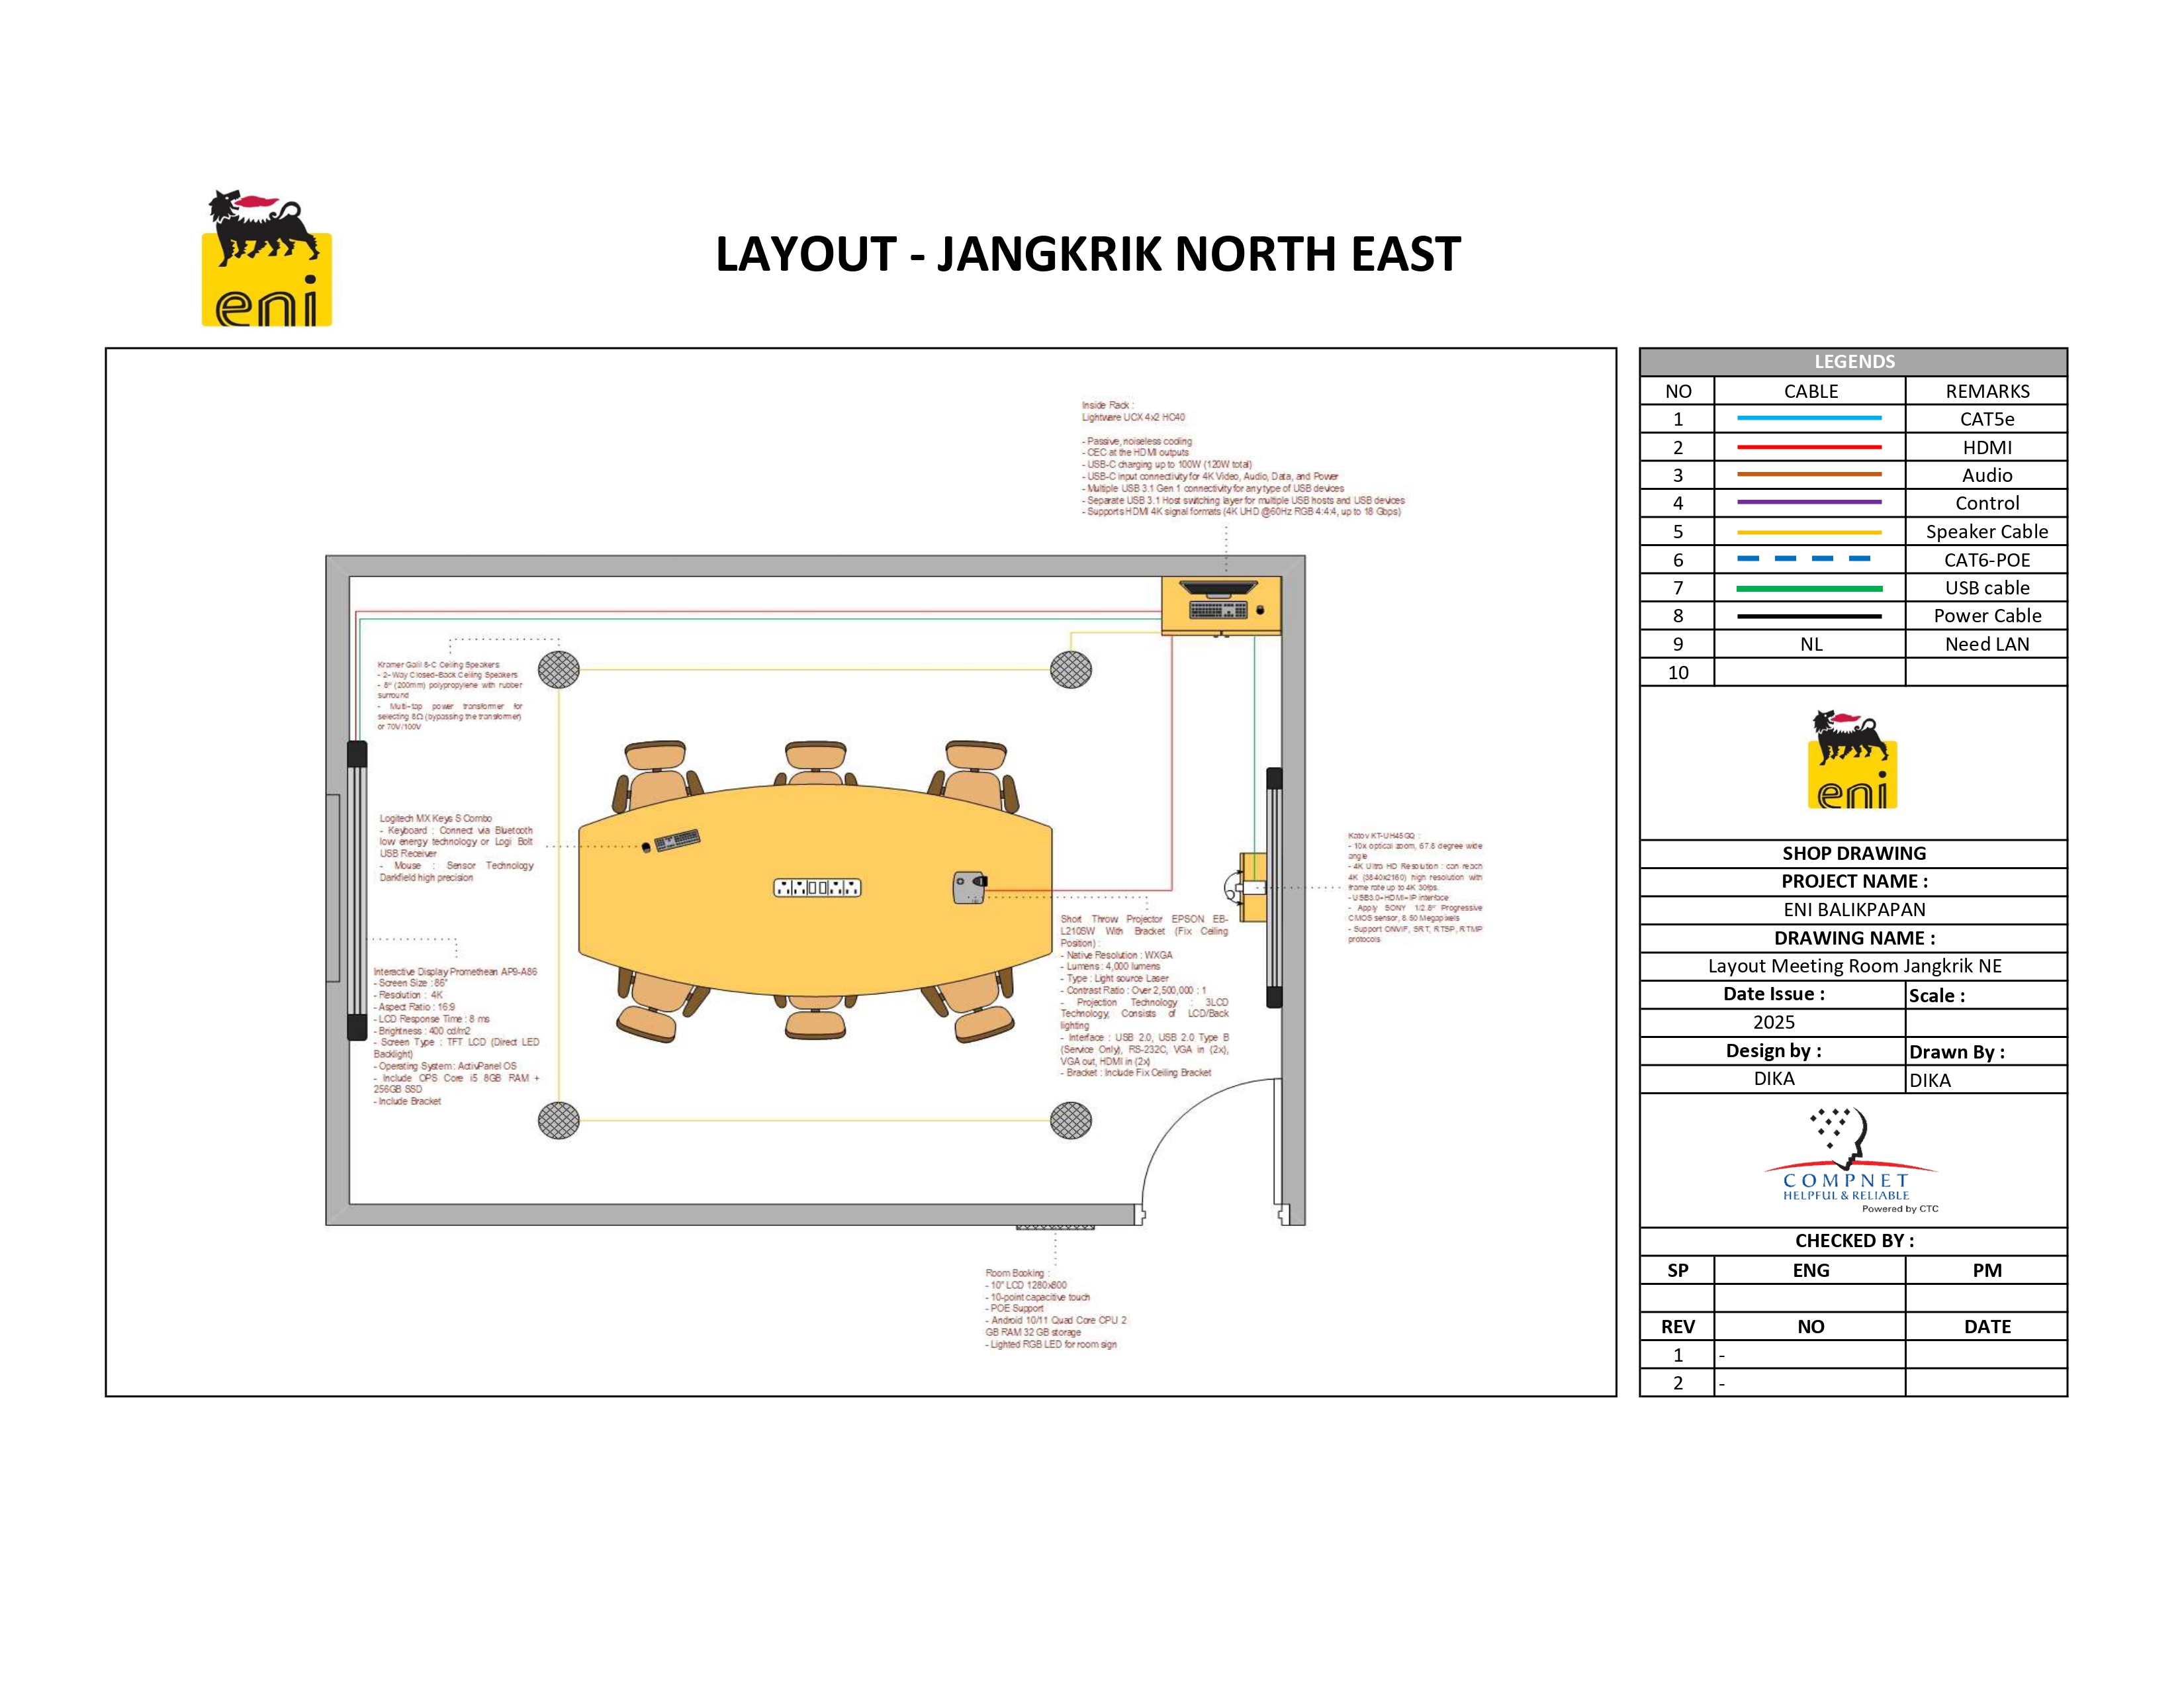 eni
LAYOUT - JANGKRIK NORTH EAST
Inside Rack :
Lightware UCX 4x2 HC40
- Passive, noiseless cooling
- CEC at the HDMI outputs
- USB-C charging up to 100W (120W total)
- USB-C input connectivity for 4K Video, Audio, Data, and Power
- Multiple USB 3.1 Gen 1 connectivity for any type of USB devices
- Separate USB 3.1 Host switching layer for multiple USB hosts and USB devices
- Supports HDMI 4K signal formats (4K UHD @60Hz RGB 4:4:4, up to 18 Gbps)
Kramer Galil 8-C Ceiling Speakers
- 2-Way Closed-Back Ceiling Speakers
- 8" (200mm) polypropylene with rubber
surround
- Multi-tap power transformer for
selecting 8Ω (bypassing the transformer)
or 70V/100V
Logitech MX Keys S Combo
- Keyboard : Connect via Bluetooth
low energy technology or Logi Bolt
USB Receiver
- Mouse : Sensor Technology
Darkfield high precision
Interactive Display Promethean AP9-A86
- Screen Size : 86"
- Resolution : 4K
- Aspect Ratio : 16:9
- LCD Response Time : 8 ms
- Brightness : 400 cd/m2
- Screen Type : TFT LCD (Direct LED
Backlight)
- Operating System : ActivPanel OS
- Include OPS Core i5 8GB RAM +
256GB SSD
- Include Bracket
Short Throw Projector EPSON EB-
L210SW With Bracket (Fix Ceiling
Position) :
- Native Resolution : WXGA
- Lumens : 4,000 lumens
- Type : Light source Laser
- Contrast Ratio : Over 2,500,000 : 1
- Projection Technology : 3LCD
Technology, Consists of LCD/Back
lighting
- Interface : USB 2.0, USB 2.0 Type B
(Service Only), RS-232C, VGA in (2x),
VGA out, HDMI in (2x)
- Bracket : Include Fix Ceiling Bracket
Katov KT-UH45GQ :
- 10x optical zoom, 67.8 degree wide
angle
- 4K Ultra HD Resolution : can reach
4K (3840x2160) high resolution with
frame rate up to 4K 30fps.
- USB3.0+HDMI+IP interface
- Apply SONY 1/2.8" Progressive
CMOS sensor, 8.50 Megapixels
- Support ONVIF, SRT, RTSP, RTMP
protocols
Room Booking :
- 10" LCD 1280x800
- 10-point capacitive touch
- POE Support
- Android 10/11 Quad Core CPU 2
GB RAM 32 GB storage
- Lighted RGB LED for room sign
LEGENDS
NO CABLE REMARKS
1 CAT5e
2 HDMI
3 Audio
4 Control
5 Speaker Cable
6 CAT6-POE
7 USB cable
8 Power Cable
9 NL Need LAN
10
eni
SHOP DRAWING
PROJECT NAME :
ENI BALIKPAPAN
DRAWING NAME :
Layout Meeting Room Jangkrik NE
Date Issue : Scale :
2025
Design by : Drawn By :
DIKA DIKA
COMPNET
HELPFUL & RELIABLE
Powered by CTC
CHECKED BY :
SP ENG PM
REV NO DATE
1 -
2 -